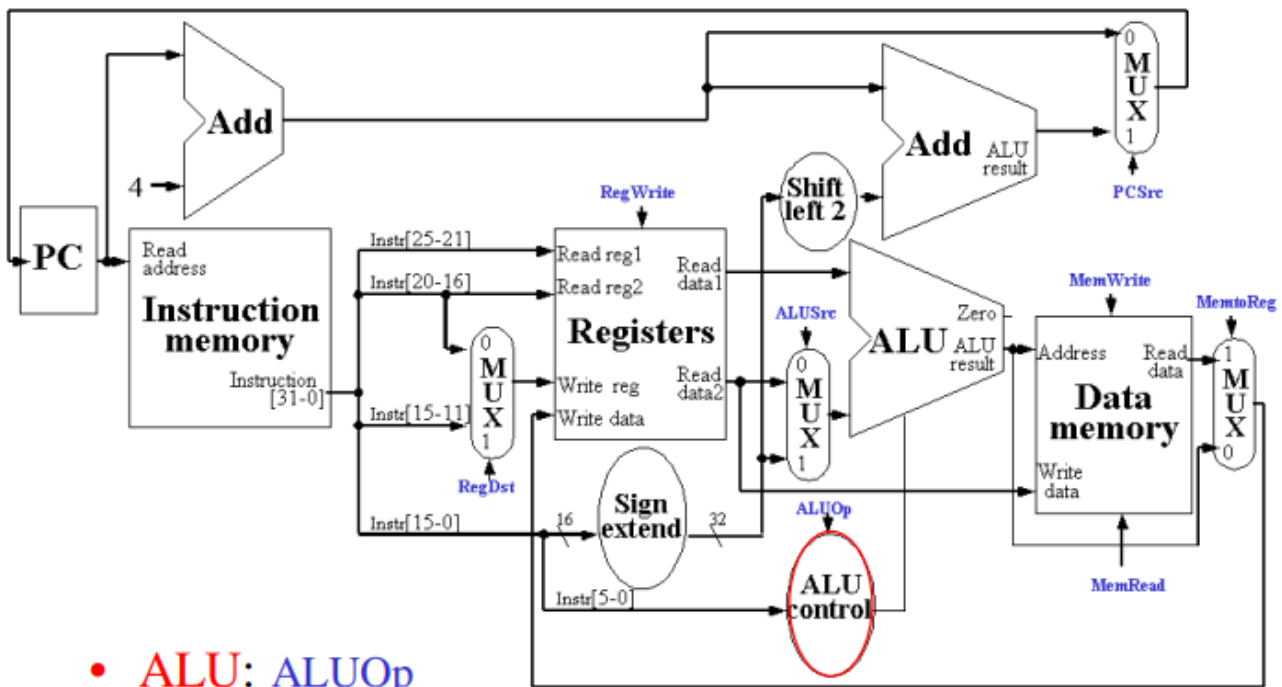 0
M
U
X
1
Add
Add
ALU
result
4
Shift
left 2
PCSrc
RegWrite
PC
Read
address
Instruction
memory
Instruction
[31-0]
Instr[25-21]
Instr[20-16]
Instr[15-11]
Instr[15-0]
Instr[5-0]
0
M
U
X
1
RegDst
Read reg1
Read reg2
Registers
Write reg
Write data
Read
data1
Read
data2
ALUSrc
0
M
U
X
1
Zero
ALU
ALU
result
MemWrite
Address
Read
data
Data
memory
Write
data
MemRead
MemtoReg
1
M
U
X
0
16
Sign
extend
32
ALUOp
ALU
control
• ALU: ALUOp